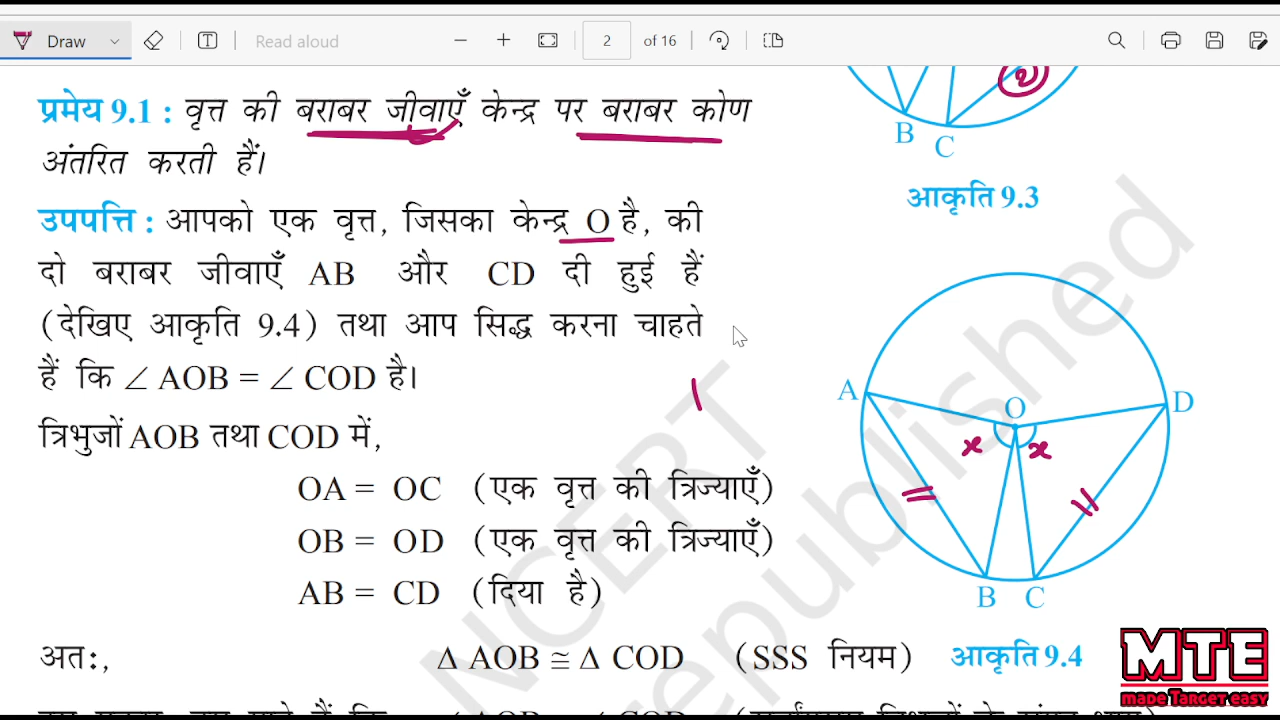 Draw
Read aloud
2 of 16
प्रमेय 9.1 : वृत्त की बराबर जीवाएँ केन्द्र पर बराबर कोण
अंतरित करती हैं।
उपपत्ति : आपको एक वृत्त, जिसका केन्द्र O है, की
दो बराबर जीवाएँ AB और CD दी हुई हैं
(देखिए आकृति 9.4) तथा आप सिद्ध करना चाहते
हैं कि ∠ AOB = ∠ COD है।
त्रिभुजों AOB तथा COD में,
OA = OC (एक वृत्त की त्रिज्याएँ)
OB = OD (एक वृत्त की त्रिज्याएँ)
AB = CD (दिया है)
अत:, Δ AOB ≅ Δ COD (SSS नियम)
B C
आकृति 9.3
A O D
x x
B C
आकृति 9.4
NCERT
republished
MTE
made Target easy